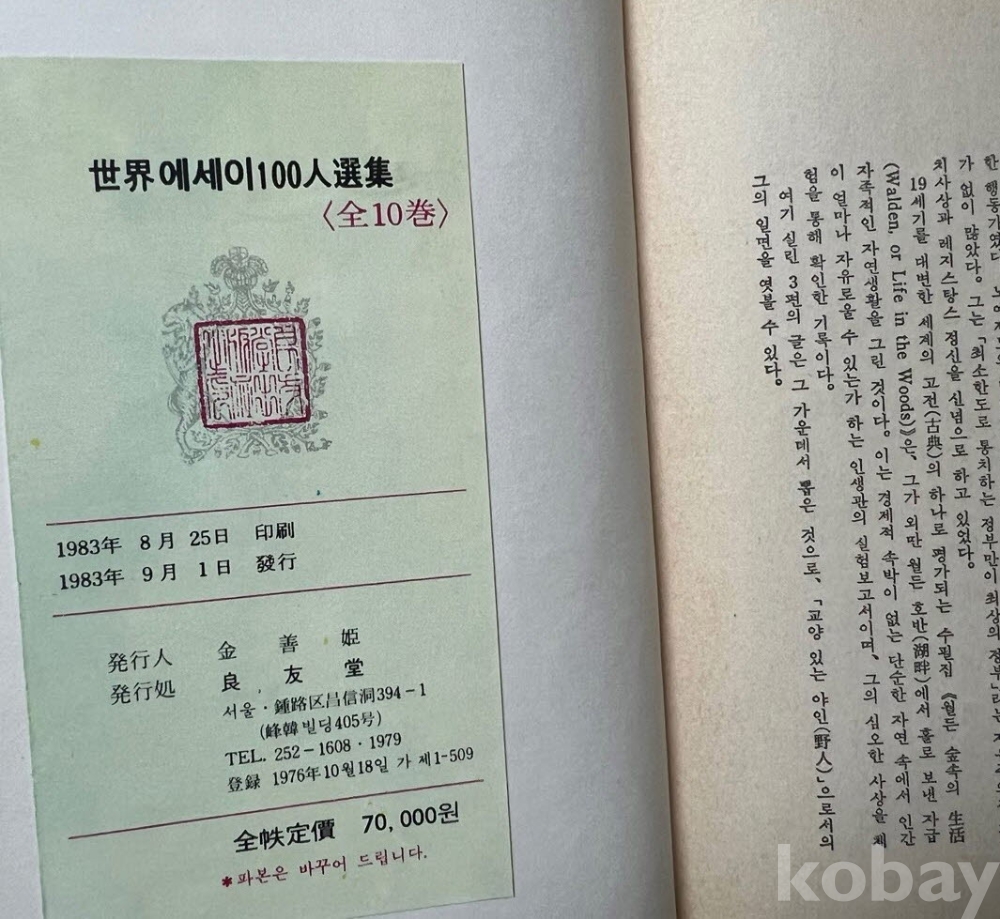 世界 에세이 100人選集
〈全10巻〉
1983年 8月 25日 印刷
1983年 9月 1日 發行
発行人 金善姫
発行処 良友堂
서울·鍾路区昌信洞394－1
(峰韓빌딩405号)
TEL. 252－1608·1979
登録 1976年10月18일 가 제1-509
全帙定價 70,000원
*파본은 바꾸어 드립니다.
가 없이 많았다. 그는 「최소한도로 통치하는 정부만이 최상의 정부」라는
치사상과 레지스탕스 정신을 신념으로 하고 있었다.
19세기를 대변한 세계의 고전(古典)의 하나로 평가되는 수필집 《월든 숲속의 生活
(Walden, or Life in the Woods)》은, 그가 외딴 월든 호반(湖畔)에서 홀로 보낸 자급
자족적인 자연생활을 그린 것이다. 이는 경제적 속박이 없는 단순한 자연 속에서 인간
이 얼마나 자유로울 수 있는가 하는 인생관의 실험보고서이며, 그의 심오한 사상을 체
험을 통해 확인한 기록이다.
여기 실린 3편의 글은 그 가운데서 뽑은 것으로, 「교양 있는 야인(野人)」으로서의
그의 일면을 엿볼 수 있다.
kobay